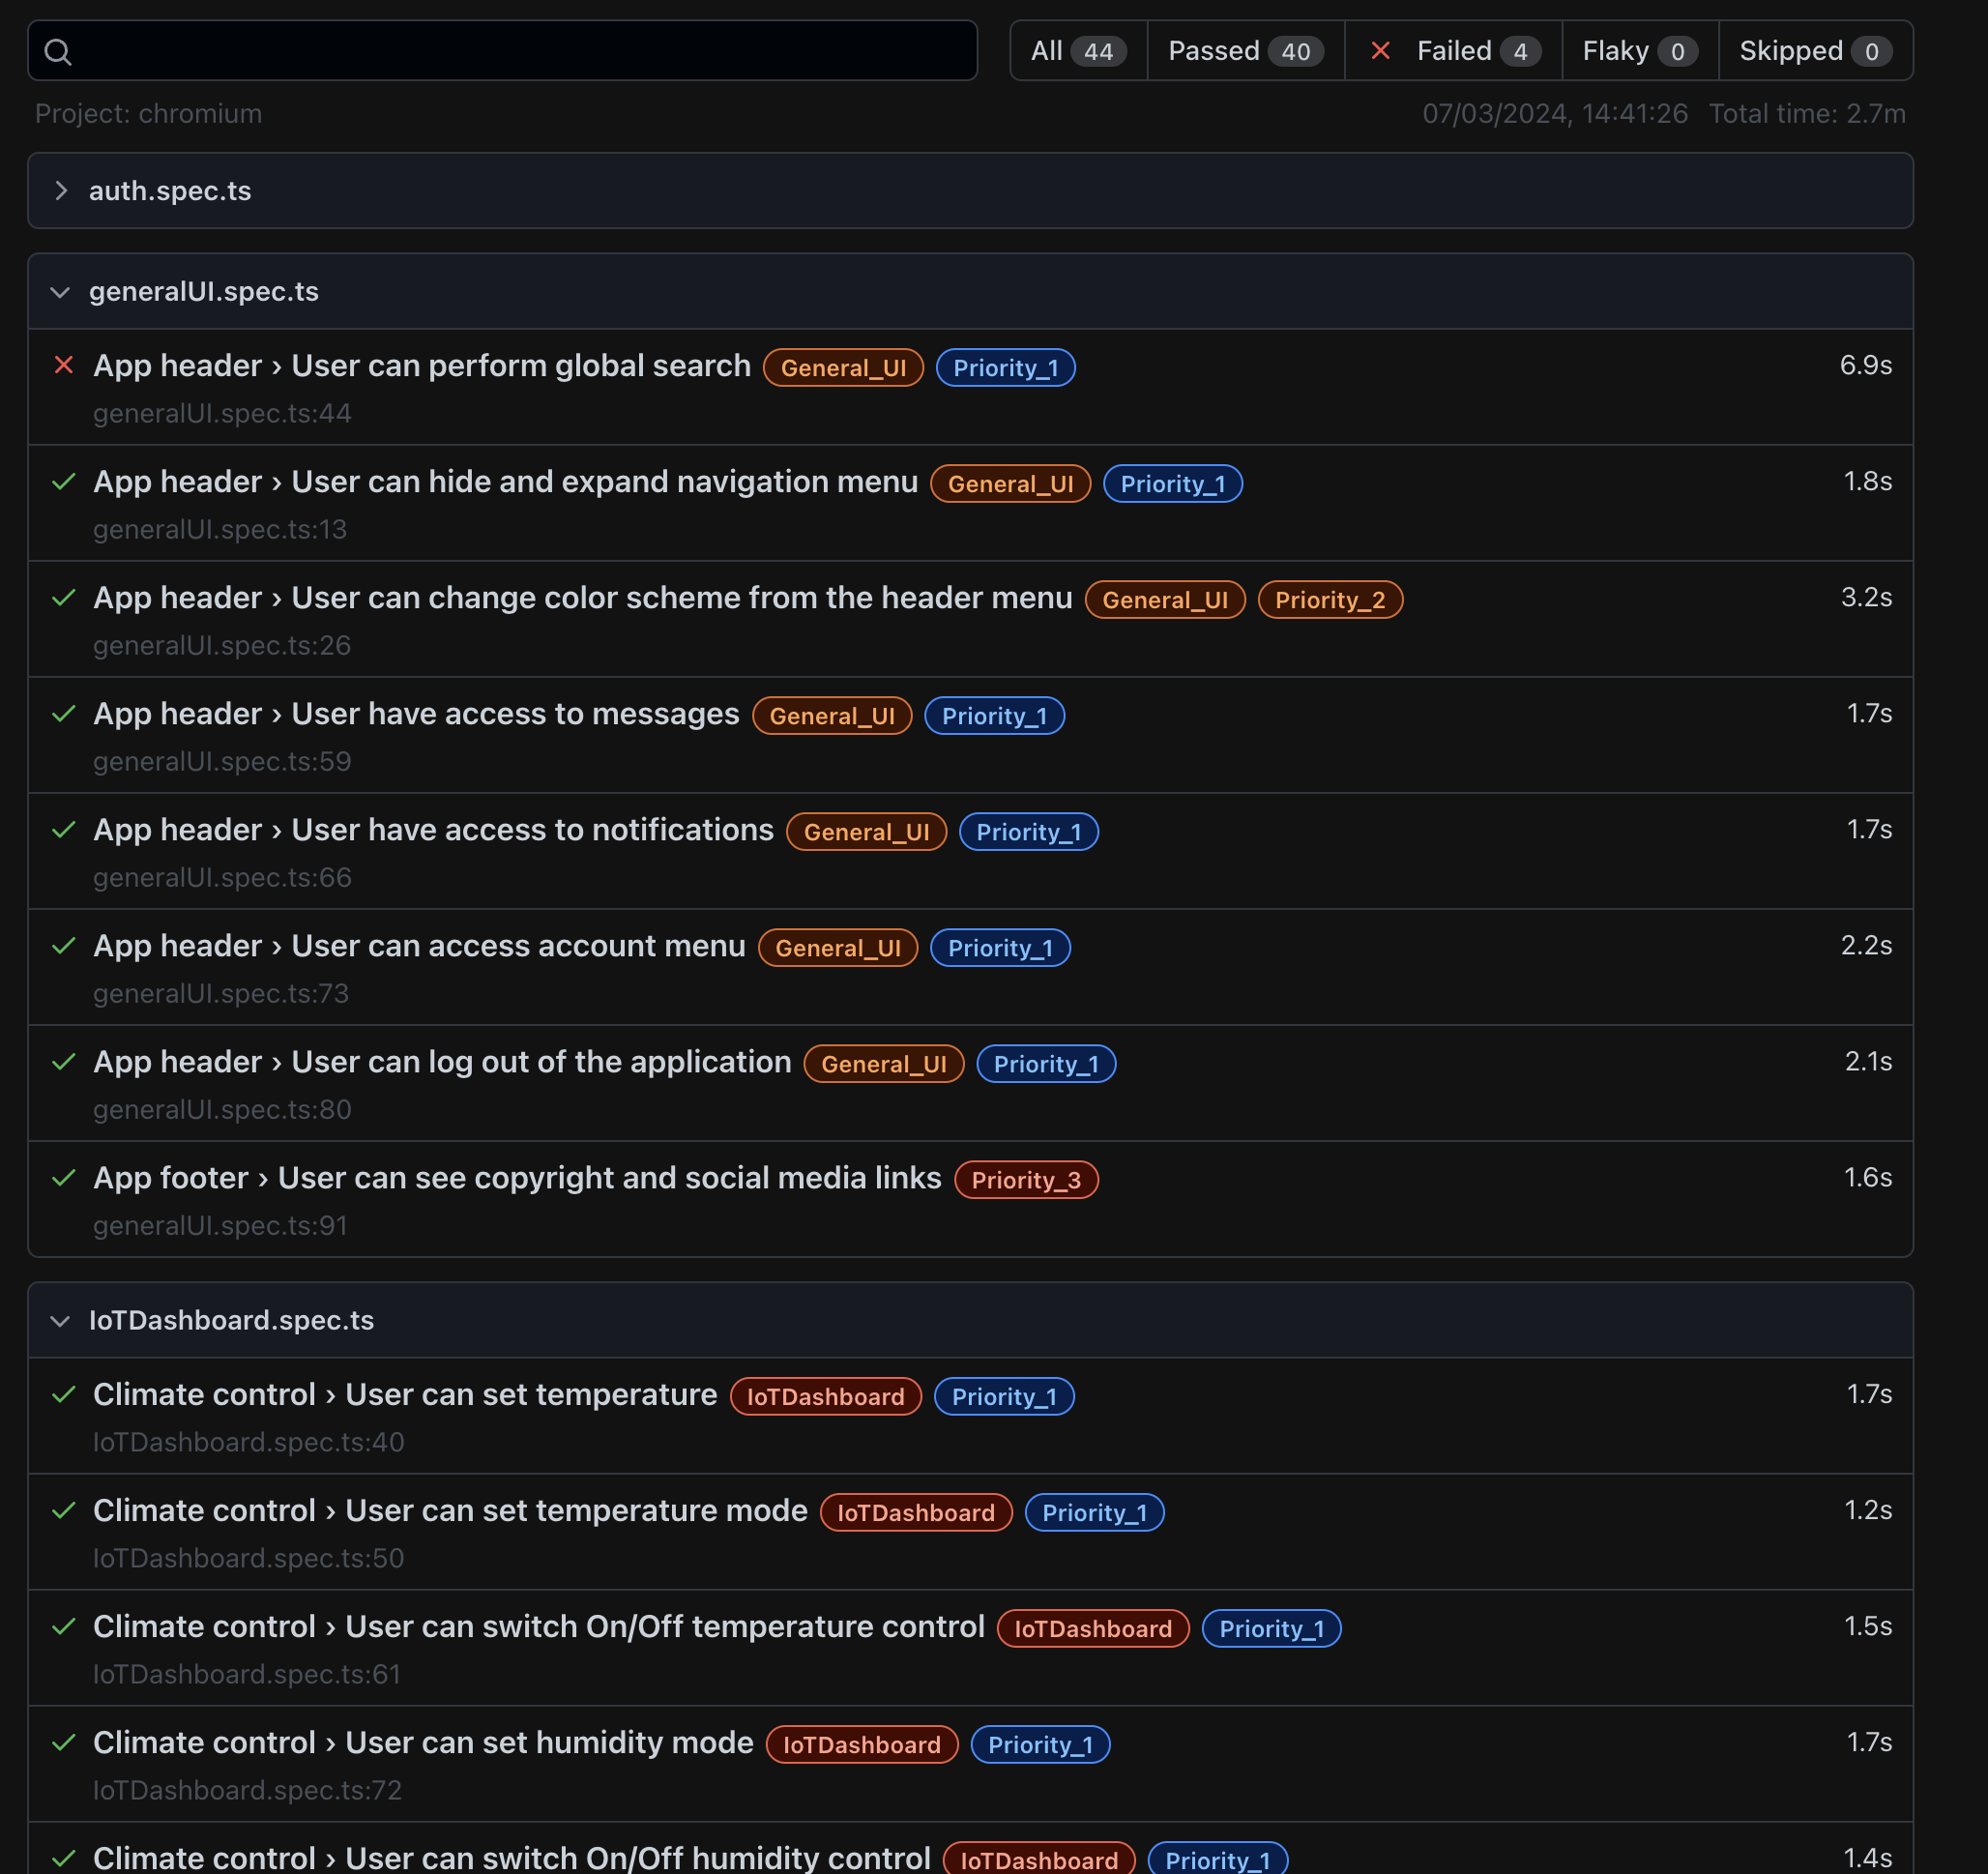 All 44 Passed 40 Failed 4 Flaky 0 Skipped 0
Project: chromium 07/03/2024, 14:41:26 Total time: 2.7m
auth.spec.ts
generalUI.spec.ts
App header › User can perform global search General_UI Priority_1 6.9s
generalUI.spec.ts:44
App header › User can hide and expand navigation menu General_UI Priority_1 1.8s
generalUI.spec.ts:13
App header › User can change color scheme from the header menu General_UI Priority_2 3.2s
generalUI.spec.ts:26
App header › User have access to messages General_UI Priority_1 1.7s
generalUI.spec.ts:59
App header › User have access to notifications General_UI Priority_1 1.7s
generalUI.spec.ts:66
App header › User can access account menu General_UI Priority_1 2.2s
generalUI.spec.ts:73
App header › User can log out of the application General_UI Priority_1 2.1s
generalUI.spec.ts:80
App footer › User can see copyright and social media links Priority_3 1.6s
generalUI.spec.ts:91
IoTDashboard.spec.ts
Climate control › User can set temperature IoTDashboard Priority_1 1.7s
IoTDashboard.spec.ts:40
Climate control › User can set temperature mode IoTDashboard Priority_1 1.2s
IoTDashboard.spec.ts:50
Climate control › User can switch On/Off temperature control IoTDashboard Priority_1 1.5s
IoTDashboard.spec.ts:61
Climate control › User can set humidity mode IoTDashboard Priority_1 1.7s
IoTDashboard.spec.ts:72
Climate control › User can switch On/Off humidity control IoTDashboard Priority_1 1.4s